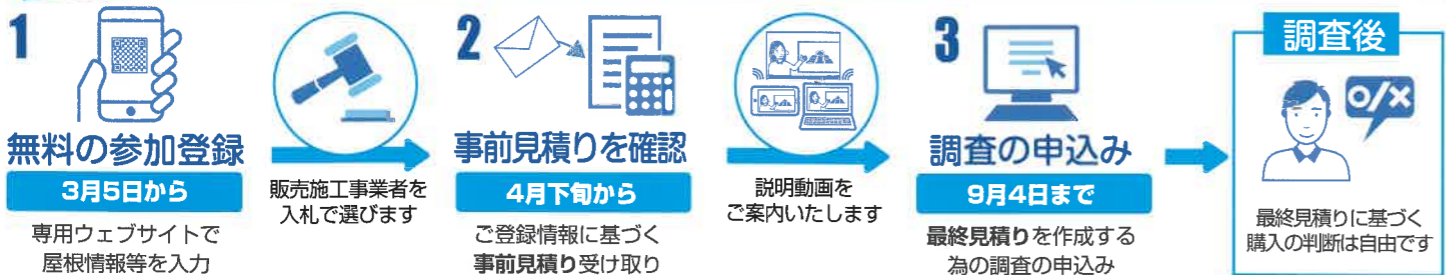 1
無料の参加登録
3月5日から
専用ウェブサイトで
屋根情報等を入力
販売施工事業者を
入札で選びます
2
事前見積りを確認
4月下旬から
ご登録情報に基づく
事前見積り受け取り
説明動画を
ご案内いたします
3
調査の申込み
9月4日まで
最終見積りを作成する
為の調査の申込み
調査後
o/x
最終見積りに基づく
購入の判断は自由です